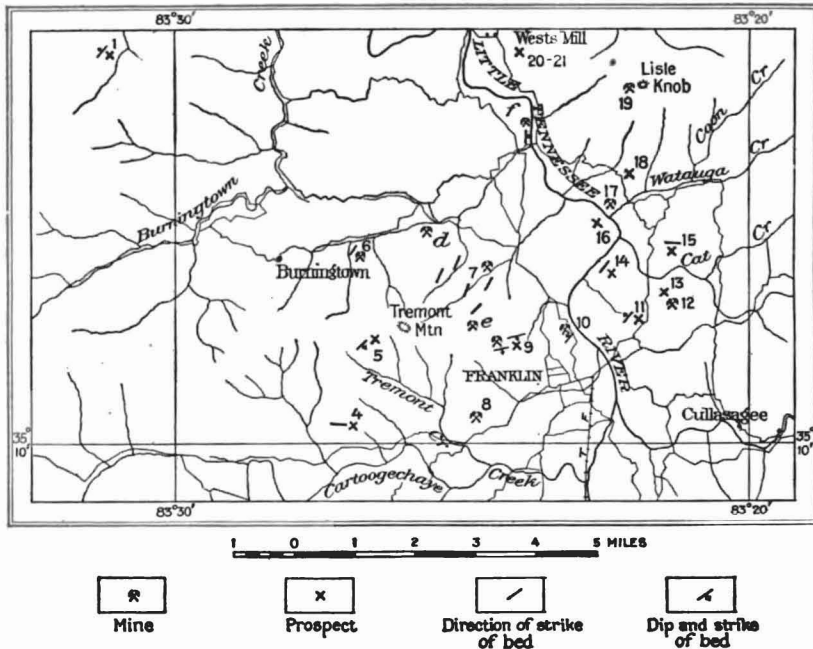 83°30'
83°20'
1
Creek
LITTLE TENNESSEE RIVER
Wests Mill
20-21
Lisle
Knob
19
Coon Cr
f
18
Watauga Cr
17
Burningtown
16
15
d
6
Burningtown
7
14
Cat Cr
13
12
11
Tremont
Mtn
e
10
5
9
FRANKLIN
Tremont
8
4
Cullasagee
35°
10'
35°
10'
T. F.
Cartoogechaye Creek
83°30'
83°20'
1 0 1 2 3 4 5 MILES
Mine
Prospect
Direction of strike
of bed
Dip and strike
of bed